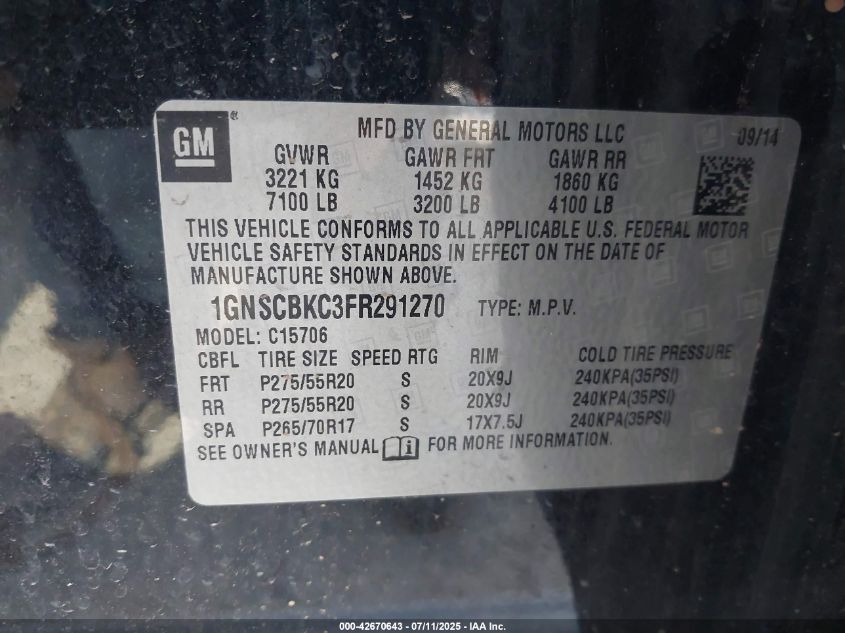 GM ®
MFD BY GENERAL MOTORS LLC 09/14
GVWR GAWR FRT GAWR RR
3221 KG 1452 KG 1860 KG
7100 LB 3200 LB 4100 LB
THIS VEHICLE CONFORMS TO ALL APPLICABLE U.S. FEDERAL MOTOR
VEHICLE SAFETY STANDARDS IN EFFECT ON THE DATE OF
MANUFACTURE SHOWN ABOVE.
1GNSCBKC3FR291270 TYPE: M.P.V.
MODEL: C15706
CBFL TIRE SIZE SPEED RTG RIM COLD TIRE PRESSURE
FRT P275/55R20 S 20X9J 240KPA(35PSI)
RR P275/55R20 S 20X9J 240KPA(35PSI)
SPA P265/70R17 S 17X7.5J 240KPA(35PSI)
SEE OWNER'S MANUAL i FOR MORE INFORMATION.
000-42670643 - 07/11/2025 - IAA Inc.